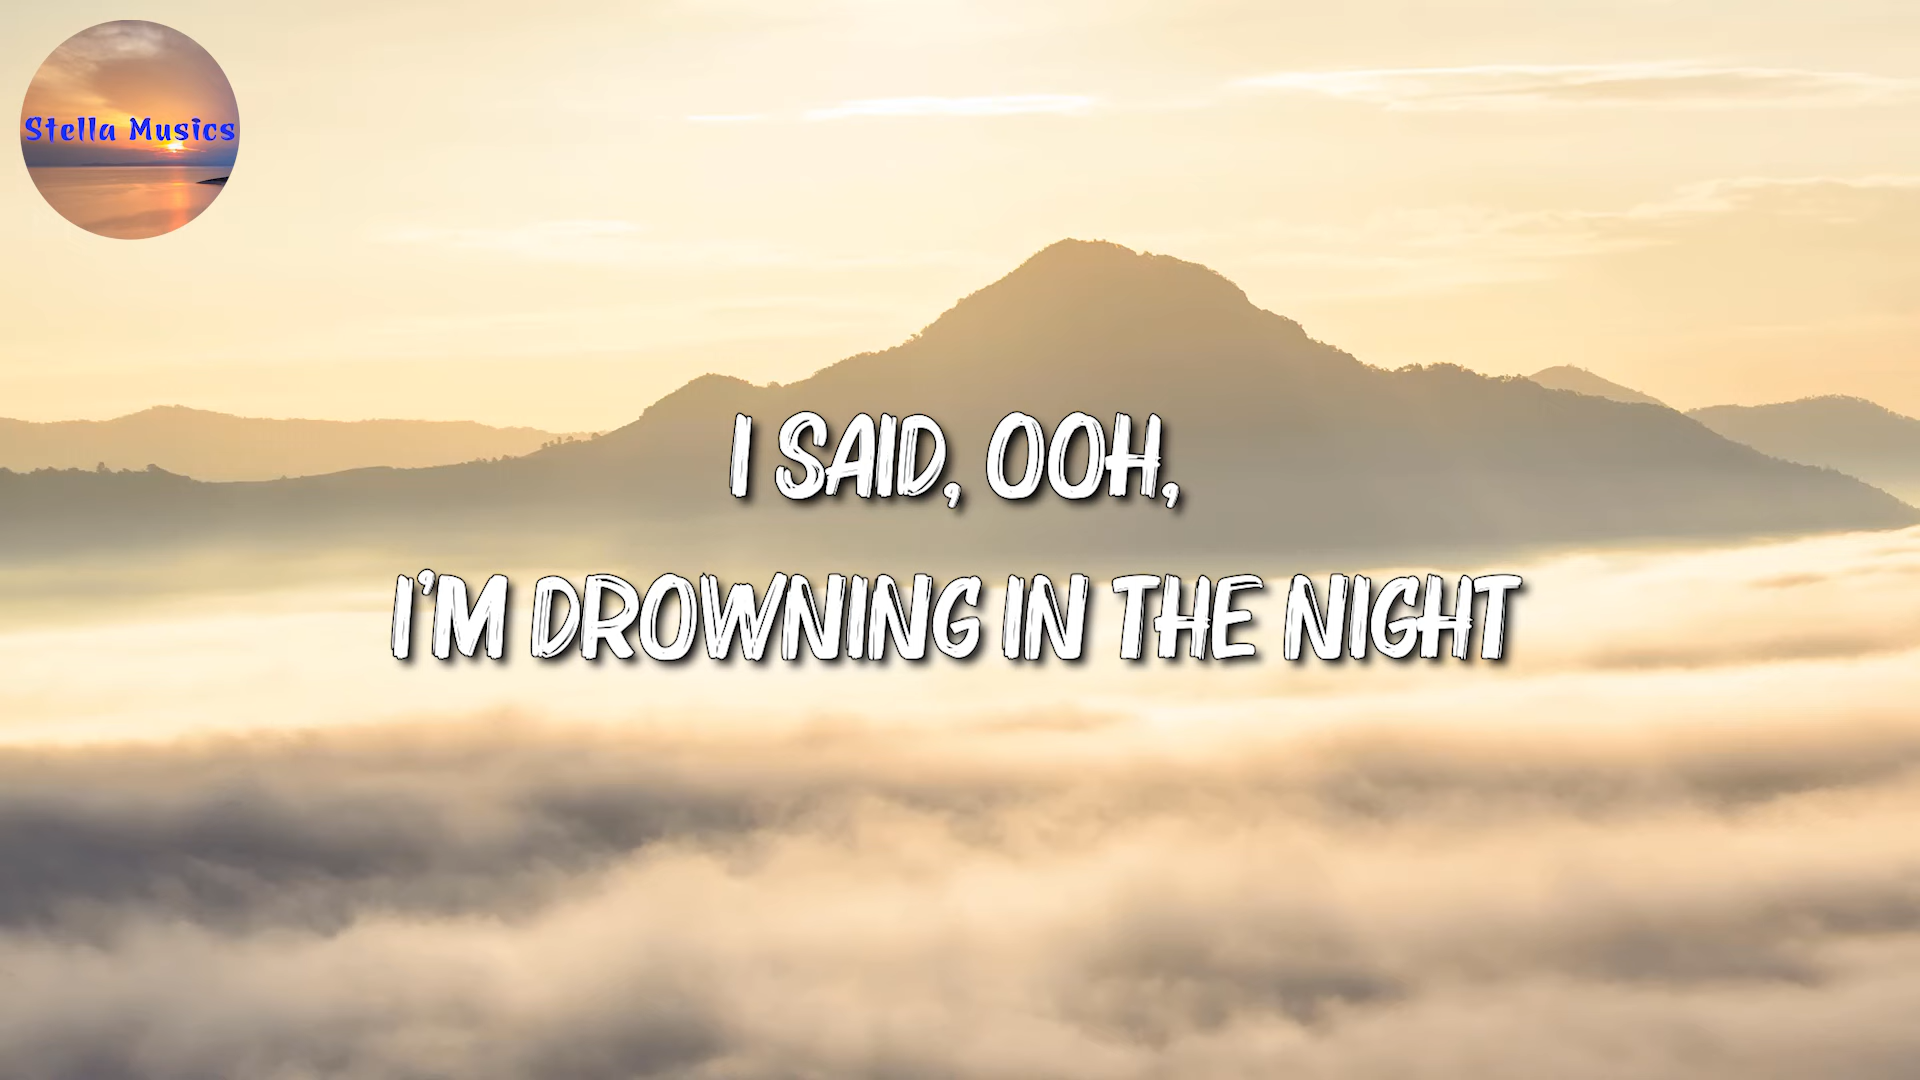 Stella Musics
I SAID, OOH,
I'M DROWNING IN THE NIGHT